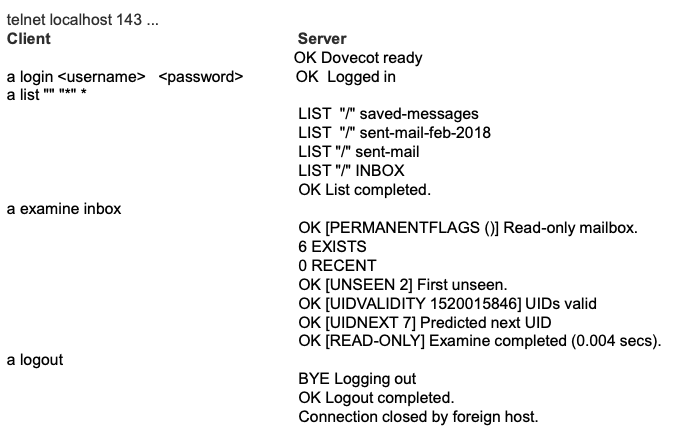 telnet localhost 143 ...
Client Server
OK Dovecot ready
a login <username> <password> OK Logged in
a list "" "*" *
LIST "/" saved-messages
LIST "/" sent-mail-feb-2018
LIST "/" sent-mail
LIST "/" INBOX
OK List completed.
a examine inbox
OK [PERMANENTFLAGS ()] Read-only mailbox.
6 EXISTS
0 RECENT
OK [UNSEEN 2] First unseen.
OK [UIDVALIDITY 1520015846] UIDs valid
OK [UIDNEXT 7] Predicted next UID
OK [READ-ONLY] Examine completed (0.004 secs).
a logout
BYE Logging out
OK Logout completed.
Connection closed by foreign host.